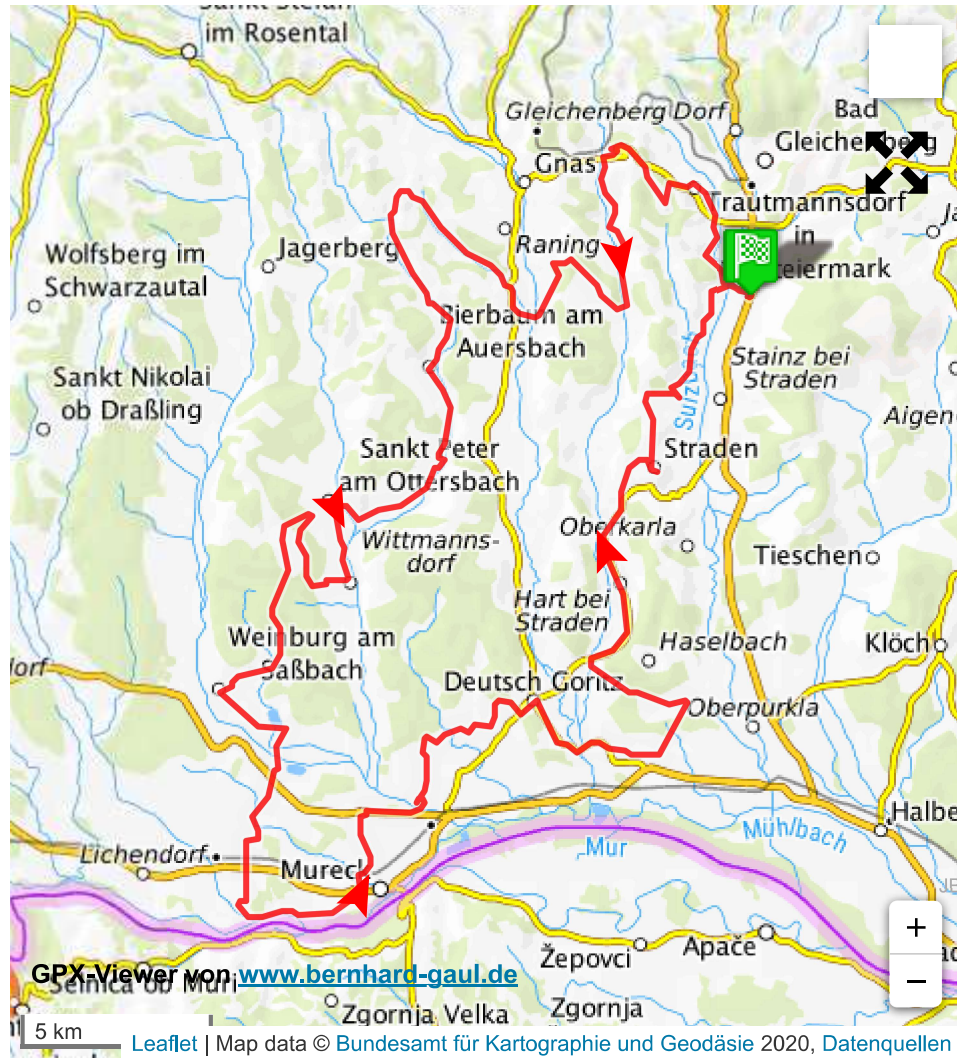 Sankt Stefan
im Rosental
Gleichenberg Dorf
Bad
Gleichenberg
Gnas
Trautmannsdorf
in
Steiermark
Ja
Raning
Jagerberg
Wolfsberg im
Schwarzautal
Bierbaum am
Auersbach
Stainz bei
Straden
Sankt Nikolai
ob Draßling
Sulzbach
Aigen
Sankt Peter
am Ottersbach
Straden
Oberkarla
Wittmanns-
dorf
Tieschen
Hart bei
Straden
Weinburg am
Saßbach
Haselbach
Klöch
dorf
Deutsch Goritz
Oberpurkla
Halbe
Mühlbach
Mur
Lichendorf
Mureck
Apače
Žepovci
GPX-Viewer von www.bernhard-gaul.de
Selnica ob Muri
Zgornja Velka
Zgornja
+
−
5 km
Leaflet | Map data © Bundesamt für Kartographie und Geodäsie 2020, Datenquellen